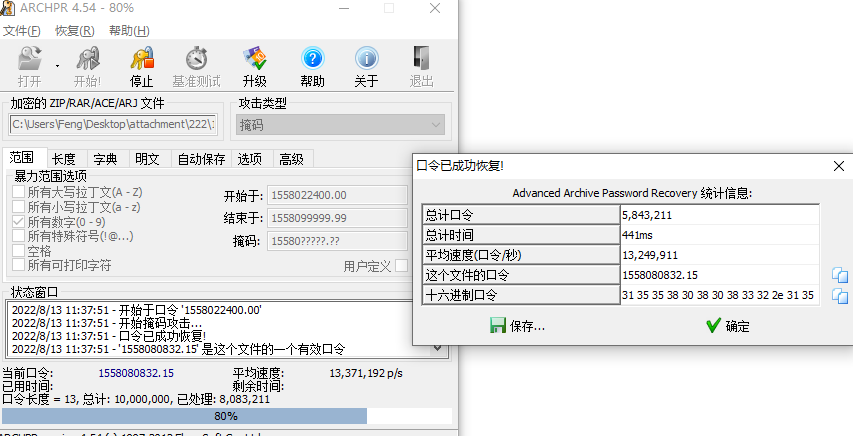 ARCHPR 4.54 - 80%
文件(F) 恢复(R) 帮助(H)
打开 开始! 停止 基准测试 升级 帮助 关于 退出
加密的 ZIP/RAR/ACE/ARJ 文件
攻击类型
C:\Users\Feng\Desktop\attachment\222\
掩码
范围 长度 字典 明文 自动保存 选项 高级
暴力范围选项
所有大写拉丁文(A - Z)
所有小写拉丁文(a - z)
所有数字(0 - 9)
所有特殊符号(!@...)
空格
所有可打印字符
开始于: 1558022400.00
结束于: 1558099999.99
掩码: 15580?????.??
用户定义
状态窗口
2022/8/13 11:37:51 - 开始于口令 '1558022400.00'
2022/8/13 11:37:51 - 开始掩码攻击...
2022/8/13 11:37:51 - 口令已成功恢复!
2022/8/13 11:37:51 - '1558080832.15' 是这个文件的一个有效口令
当前口令: 1558080832.15 平均速度: 13,371,192 p/s
已用时间: 剩余时间:
口令长度 = 13, 总计: 10,000,000, 已处理: 8,083,211
80%
口令已成功恢复!
Advanced Archive Password Recovery 统计信息:
总计口令 5,843,211
总计时间 441ms
平均速度(口令/秒) 13,249,911
这个文件的口令 1558080832.15
十六进制口令 31 35 35 38 30 38 30 38 33 32 2e 31 35
保存... 确定